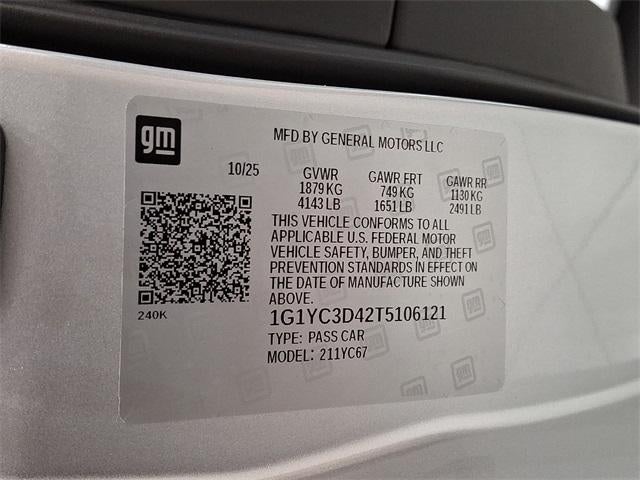 gm
MFD BY GENERAL MOTORS LLC
10/25
GVWR GAWR FRT GAWR RR
1879 KG 749 KG 1130 KG
4143 LB 1651 LB 2491 LB
THIS VEHICLE CONFORMS TO ALL
APPLICABLE U.S. FEDERAL MOTOR
VEHICLE SAFETY, BUMPER, AND THEFT
PREVENTION STANDARDS IN EFFECT ON
THE DATE OF MANUFACTURE SHOWN
ABOVE.
240K
1G1YC3D42T5106121
TYPE: PASS CAR
MODEL: 211YC67